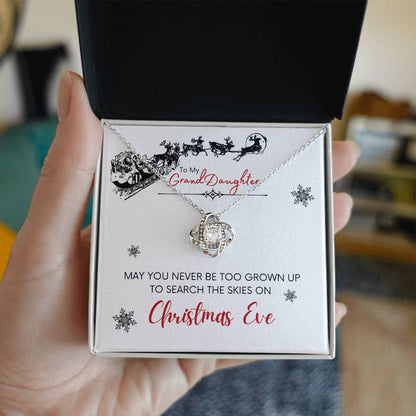 To My
GrandDaughter
MAY YOU NEVER BE TOO GROWN UP
TO SEARCH THE SKIES ON
Christmas Eve